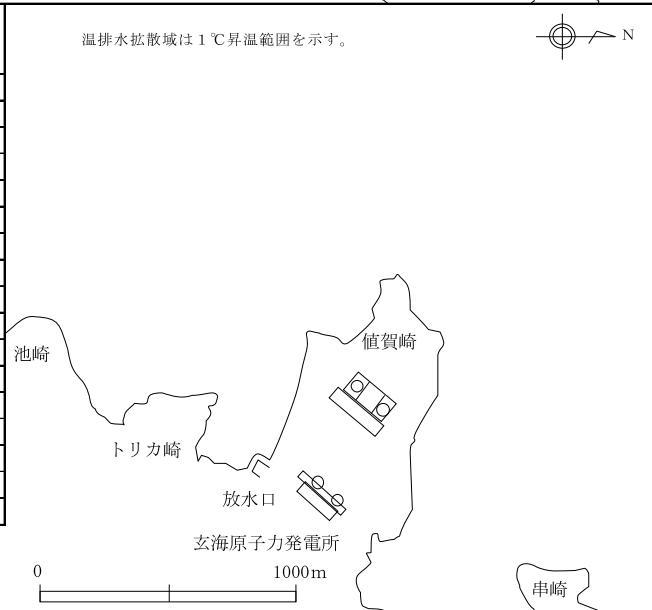 温排水拡散域は１℃昇温範囲を示す。
N
値賀崎
池崎
トリカ崎
放水口
玄海原子力発電所
0 1000m
串崎